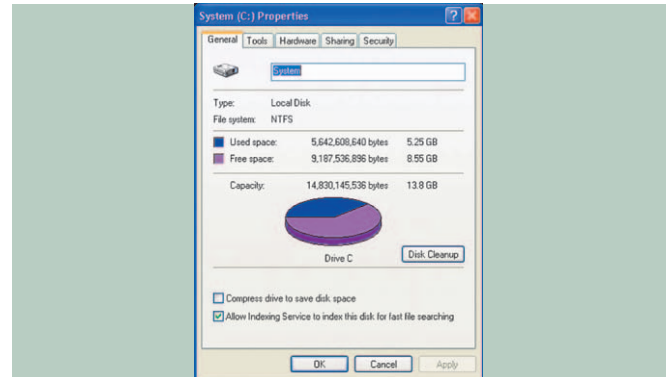 System (C:) Properties
General Tools Hardware Sharing Security
System
Type: Local Disk
File system: NTFS
Used space: 5,642,608,640 bytes 5.25 GB
Free space: 9,187,536,896 bytes 8.55 GB
Capacity: 14,830,145,536 bytes 13.8 GB
Drive C
Disk Cleanup
Compress drive to save disk space
Allow Indexing Service to index this disk for fast file searching
OK Cancel Apply